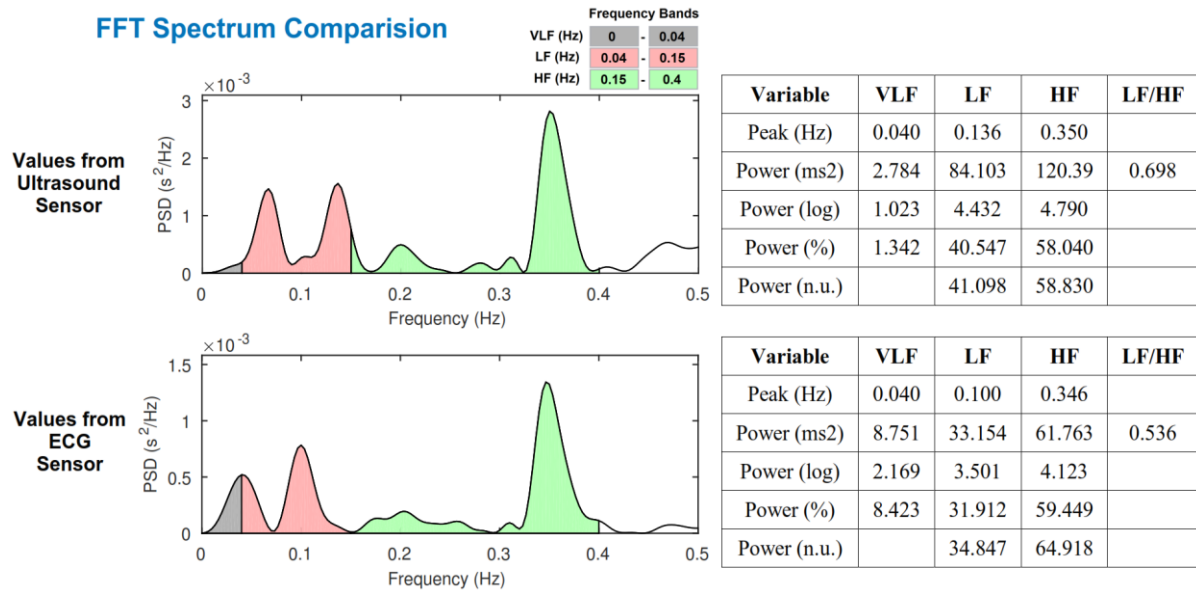 FFT Spectrum Comparision
Frequency Bands
VLF (Hz) 0 - 0.04
LF (Hz) 0.04 - 0.15
HF (Hz) 0.15 - 0.4
Values from
Ultrasound
Sensor
×10⁻³
3
2
1
0
PSD (s²/Hz)
0 0.1 0.2 0.3 0.4 0.5
Frequency (Hz)
Variable VLF LF HF LF/HF
Peak (Hz) 0.040 0.136 0.350
Power (ms2) 2.784 84.103 120.39 0.698
Power (log) 1.023 4.432 4.790
Power (%) 1.342 40.547 58.040
Power (n.u.) 41.098 58.830
Values from
ECG
Sensor
×10⁻³
1.5
1
0.5
0
PSD (s²/Hz)
0 0.1 0.2 0.3 0.4 0.5
Frequency (Hz)
Variable VLF LF HF LF/HF
Peak (Hz) 0.040 0.100 0.346
Power (ms2) 8.751 33.154 61.763 0.536
Power (log) 2.169 3.501 4.123
Power (%) 8.423 31.912 59.449
Power (n.u.) 34.847 64.918